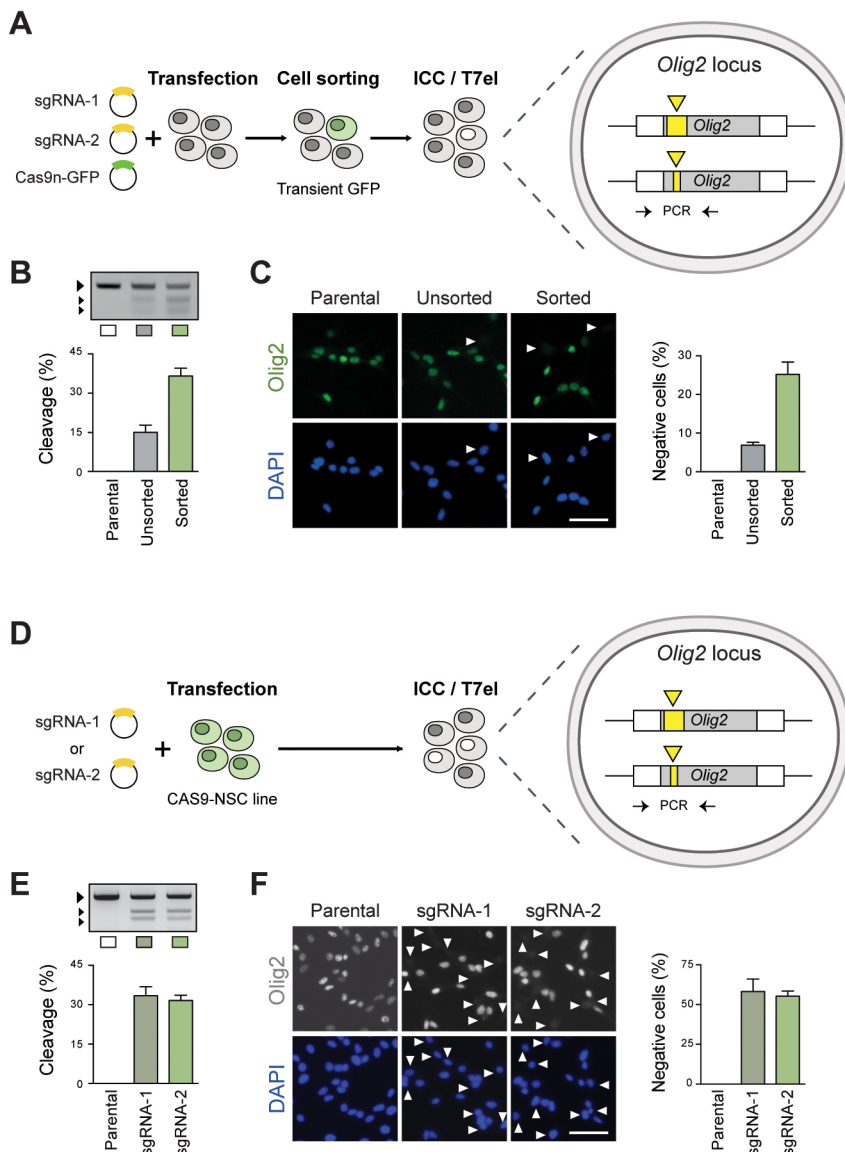 A
Transfection
Cell sorting
ICC / T7eI
sgRNA-1
sgRNA-2
Cas9n-GFP
+
Transient GFP
Olig2 locus
Olig2
Olig2
PCR
B
Cleavage (%)
45
30
15
0
Parental
Unsorted
Sorted
C
Parental
Unsorted
Sorted
Olig2
DAPI
Negative cells (%)
30
20
10
0
Parental
Unsorted
Sorted
D
Transfection
ICC / T7eI
sgRNA-1
or
sgRNA-2
+
CAS9-NSC line
Olig2 locus
Olig2
Olig2
PCR
E
Cleavage (%)
45
30
15
0
Parental
sgRNA-1
sgRNA-2
F
Parental
sgRNA-1
sgRNA-2
Olig2
DAPI
Negative cells (%)
75
50
25
0
Parental
sgRNA-1
sgRNA-2